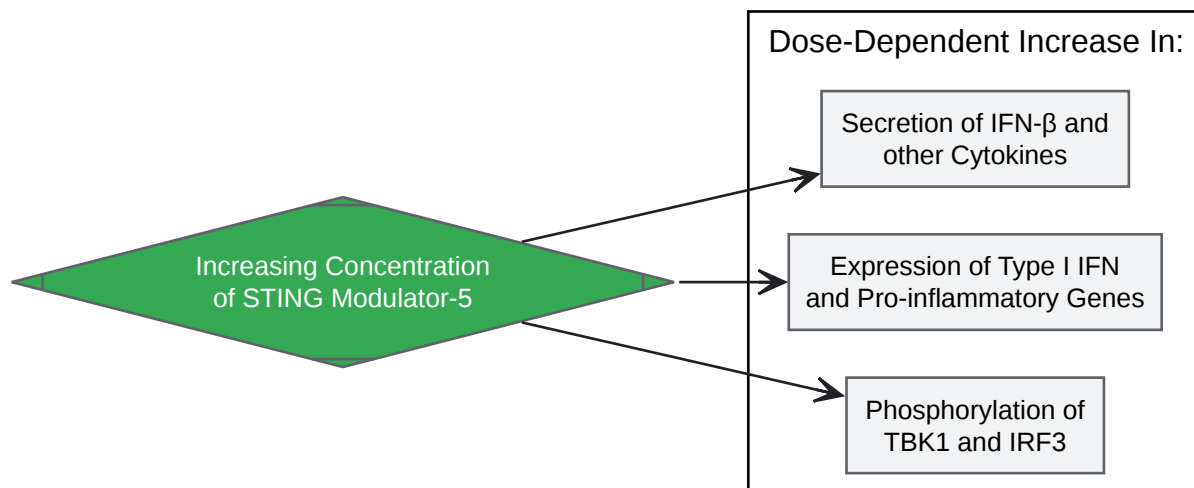 Dose-Dependent Increase In:
Secretion of IFN-β and
other Cytokines
Increasing Concentration
of STING Modulator-5
Expression of Type I IFN
and Pro-inflammatory Genes
Phosphorylation of
TBK1 and IRF3